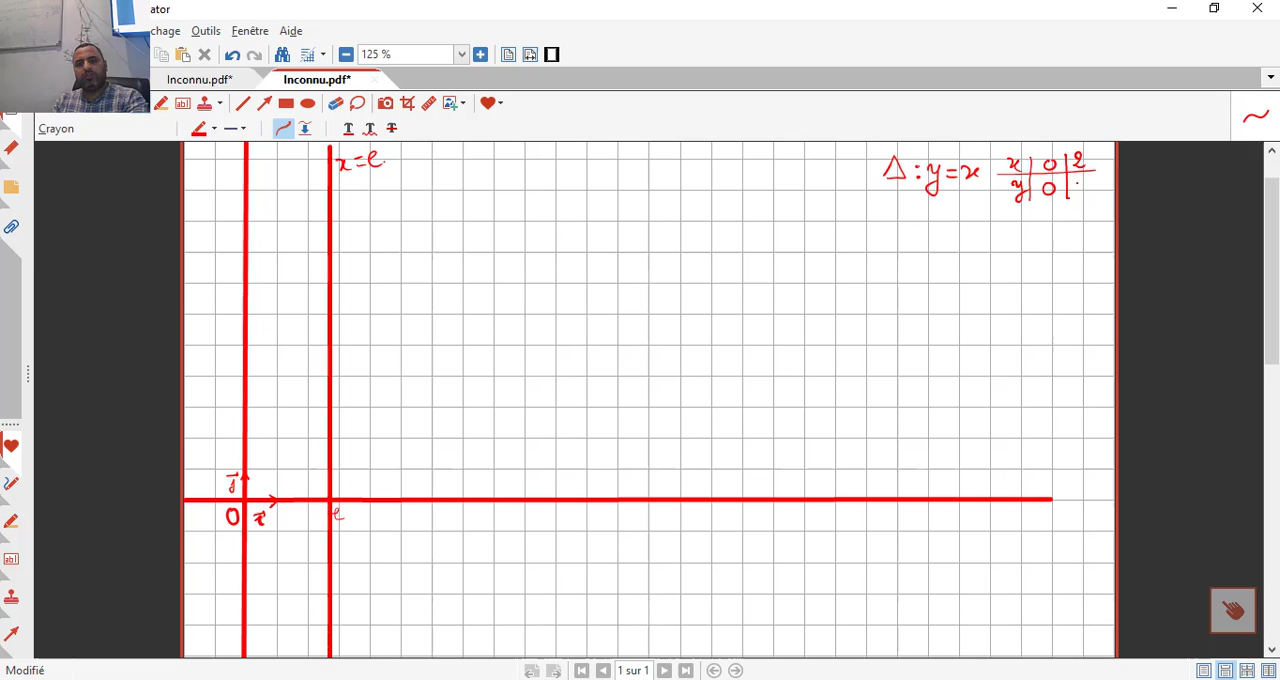 ator
chage Outils Fenêtre Aide
125 %
Inconnu.pdf* Inconnu.pdf*
Crayon
x=e
Δ : y = x
x | 0 | 2
y | 0 |
j
O i e
Modifié
1 sur 1